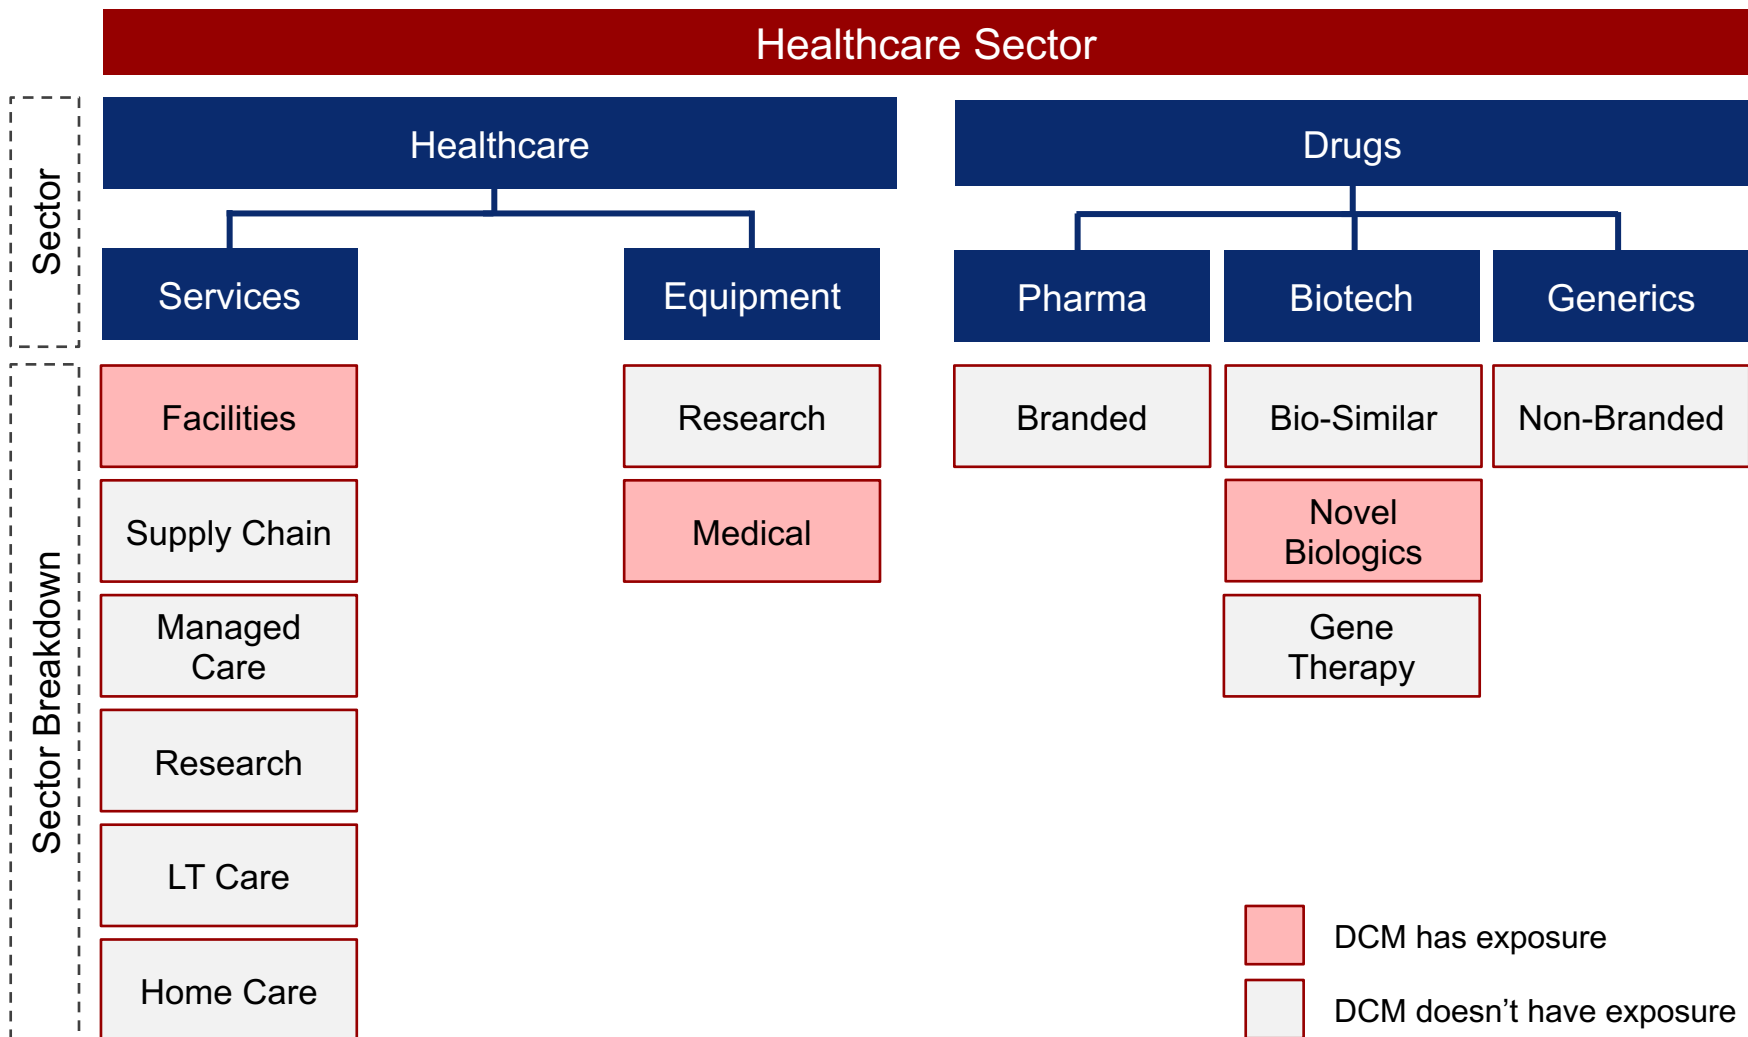 Healthcare Sector
Sector
Healthcare
Drugs
Services
Equipment
Pharma
Biotech
Generics
Sector Breakdown
Facilities
Research
Branded
Bio-Similar
Non-Branded
Supply Chain
Medical
Novel
Biologics
Managed
Care
Gene
Therapy
Research
LT Care
Home Care
DCM has exposure
DCM doesn’t have exposure